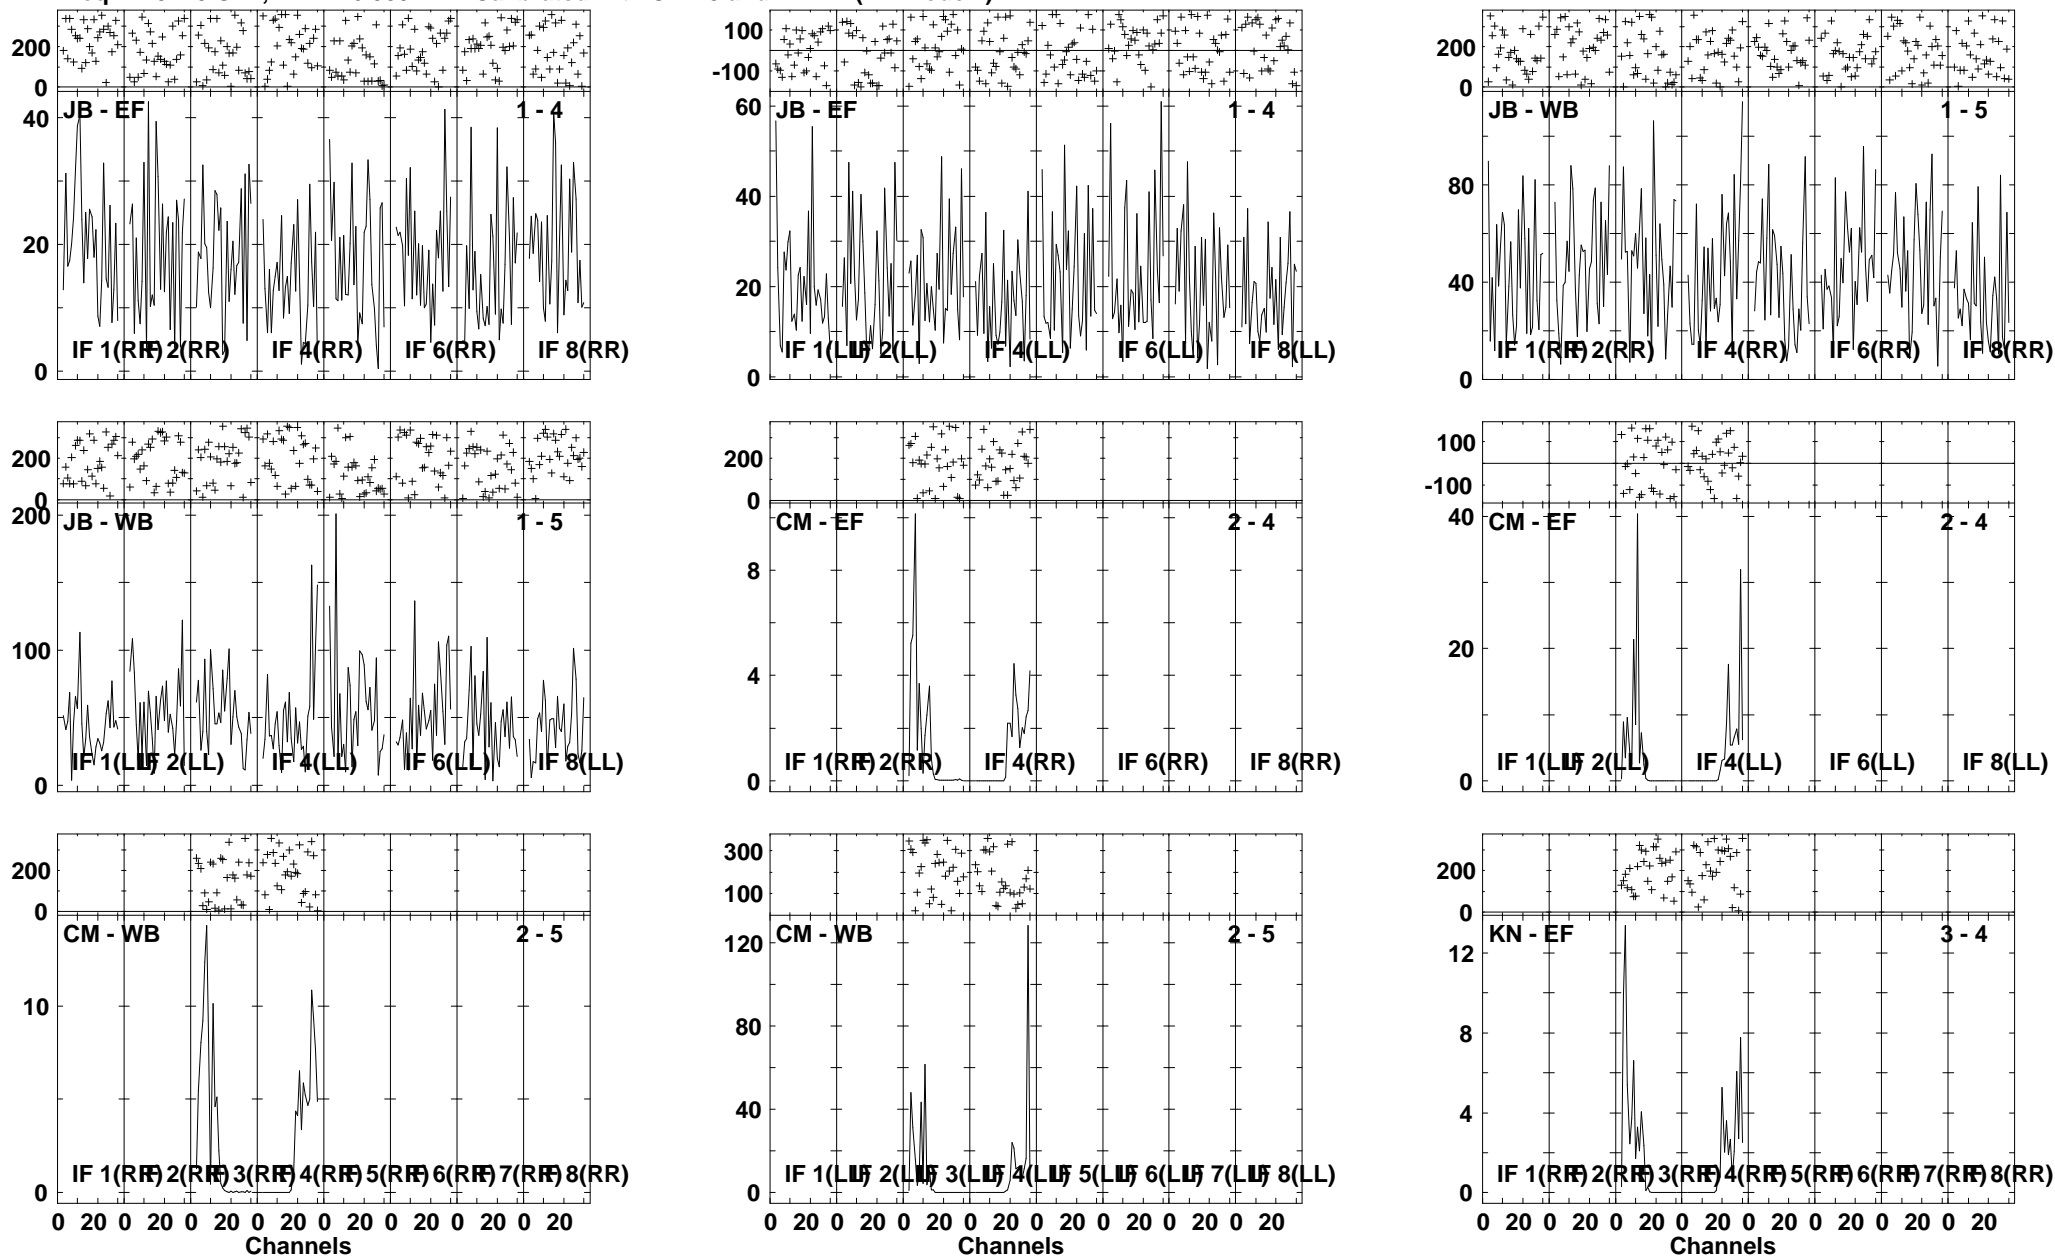 200
0
JB - EF
1 - 4
40
20
0
IF 1(RR)
IF 2(RR)
IF 4(RR)
IF 6(RR)
IF 8(RR)
100
-100
JB - EF
1 - 4
60
40
20
0
IF 1(LL)
IF 2(LL)
IF 4(LL)
IF 6(LL)
IF 8(LL)
200
0
JB - WB
1 - 5
80
40
0
IF 1(RR)
IF 2(RR)
IF 4(RR)
IF 6(RR)
IF 8(RR)
200
0
JB - WB
1 - 5
200
100
0
IF 1(LL)
IF 2(LL)
IF 4(LL)
IF 6(LL)
IF 8(LL)
200
0
CM - EF
2 - 4
8
4
0
IF 1(RR)
IF 2(RR)
IF 4(RR)
IF 6(RR)
IF 8(RR)
100
-100
CM - EF
2 - 4
40
20
0
IF 1(LL)
IF 2(LL)
IF 4(LL)
IF 6(LL)
IF 8(LL)
200
0
CM - WB
2 - 5
10
0
IF 1(RR)
IF 2(RR)
IF 3(RR)
IF 4(RR)
IF 5(RR)
IF 6(RR)
IF 7(RR)
IF 8(RR)
0 20 0 20 0 20 0 20 0 20 0 20 0 20 0 20
Channels
300
100
CM - WB
2 - 5
120
80
40
0
IF 1(LL)
IF 2(LL)
IF 3(LL)
IF 4(LL)
IF 5(LL)
IF 6(LL)
IF 7(LL)
IF 8(LL)
0 20 0 20 0 20 0 20 0 20 0 20 0 20 0 20
Channels
200
0
KN - EF
3 - 4
12
8
4
0
IF 1(RR)
IF 2(RR)
IF 3(RR)
IF 4(RR)
IF 5(RR)
IF 6(RR)
IF 7(RR)
IF 8(RR)
0 20 0 20 0 20 0 20 0 20 0 20 0 20 0 20
Channels